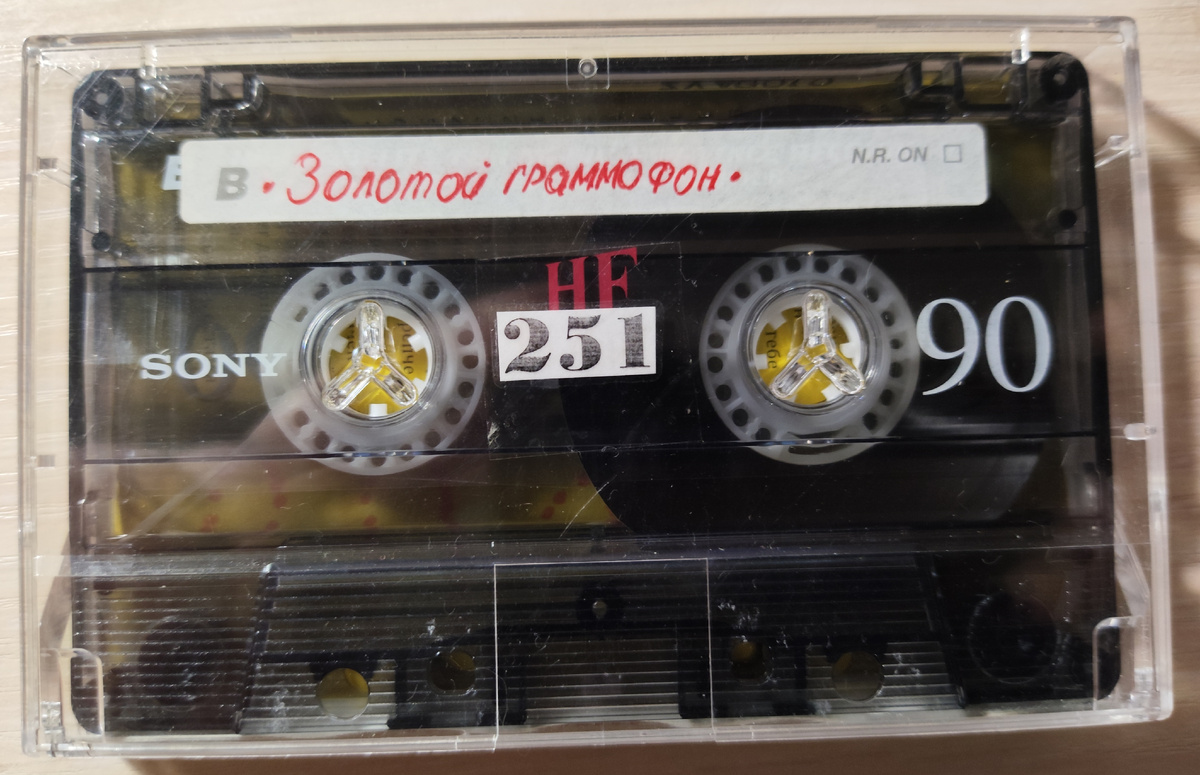 B • Золотой граммофон •
N.R. ON
HF
SONY
251
90